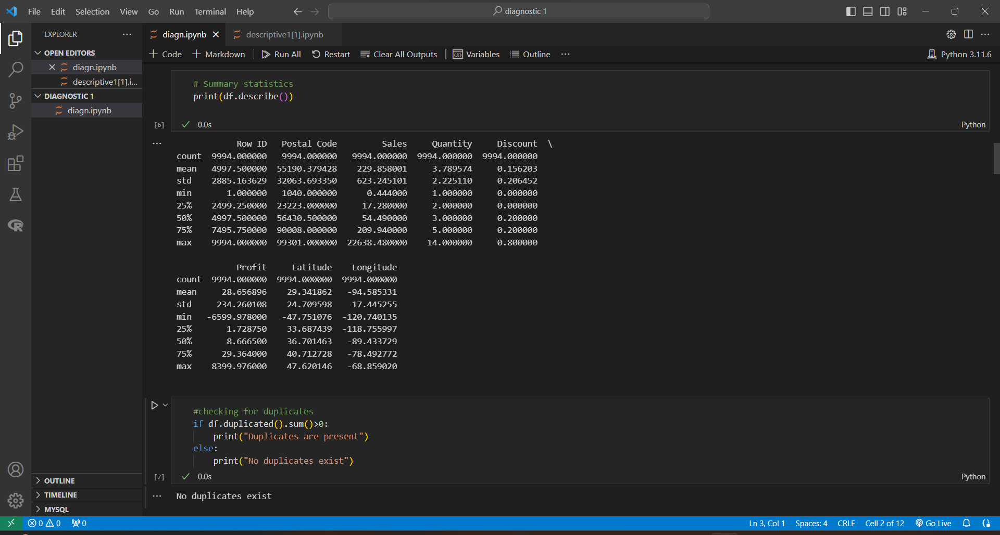 File Edit Selection View Go Run Terminal Help
diagnostic 1
EXPLORER
OPEN EDITORS
diagn.ipynb
descriptive1[1].i...
DIAGNOSTIC 1
diagn.ipynb
OUTLINE
TIMELINE
MYSQL
diagn.ipynb descriptive1[1].ipynb
Code Markdown Run All Restart Clear All Outputs Variables Outline ... Python 3.11.6
# Summary statistics
print(df.describe())
[6] 0.0s Python
... Row ID Postal Code Sales Quantity Discount \
count 9994.000000 9994.000000 9994.000000 9994.000000 9994.000000
mean 4997.500000 55190.379428 229.858001 3.789574 0.156203
std 2885.163629 32063.693350 623.245101 2.225110 0.206452
min 1.000000 1040.000000 0.444000 1.000000 0.000000
25% 2499.250000 23223.000000 17.280000 2.000000 0.000000
50% 4997.500000 56430.500000 54.490000 3.000000 0.200000
75% 7495.750000 90008.000000 209.940000 5.000000 0.200000
max 9994.000000 99301.000000 22638.480000 14.000000 0.800000
Profit Latitude Longitude
count 9994.000000 9994.000000 9994.000000
mean 28.656896 29.341862 -94.585331
std 234.260108 24.709598 17.445255
min -6599.978000 -47.751076 -120.740135
25% 1.728750 33.687439 -118.755997
50% 8.666500 36.701463 -89.433729
75% 29.364000 40.712728 -78.492772
max 8399.976000 47.620146 -68.859020
#checking for duplicates
if df.duplicated().sum()>0:
    print("Duplicates are present")
else:
    print("No duplicates exist")
[7] 0.0s Python
... No duplicates exist
0 0 0 Ln 3, Col 1 Spaces: 4 CRLF Cell 2 of 12 Go Live